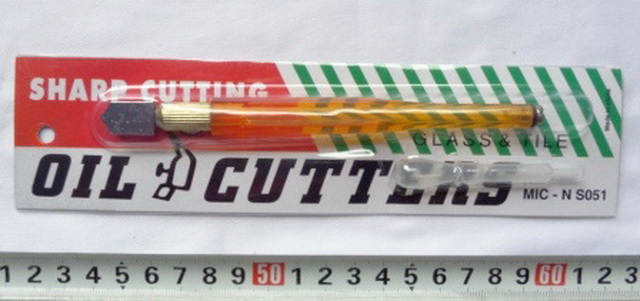 SHARP CUTTING
GLASS & TILE
OIL CUTTERS
MIC - N S051
1 2 3 4 5 6 7 8 9 50 1 2 3 4 5 6 7 8 9 60 1 2 3